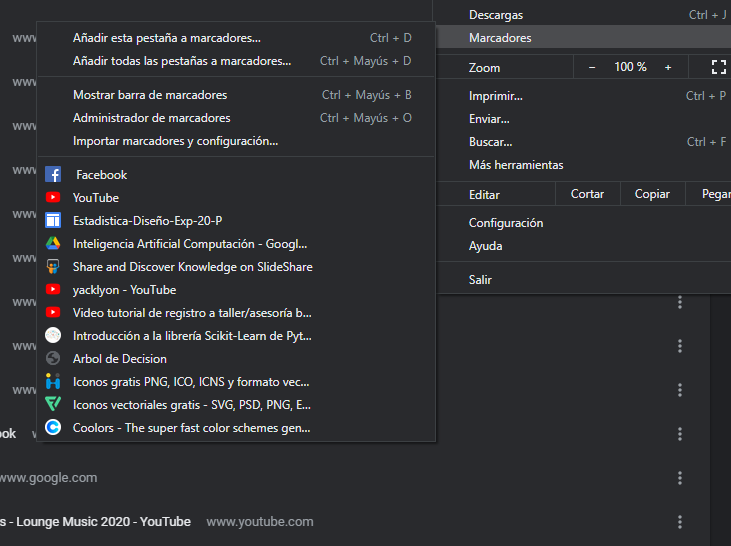 Descargas Ctrl + J
Marcadores
Zoom − 100 % +
Imprimir... Ctrl + P
Enviar...
Buscar... Ctrl + F
Más herramientas
Editar Cortar Copiar Pegar
Configuración
Ayuda
Salir
Añadir esta pestaña a marcadores... Ctrl + D
Añadir todas las pestañas a marcadores... Ctrl + Mayús + D
Mostrar barra de marcadores Ctrl + Mayús + B
Administrador de marcadores Ctrl + Mayús + O
Importar marcadores y configuración...
Facebook
YouTube
Estadistica-Diseño-Exp-20-P
Inteligencia Artificial Computación - Googl...
Share and Discover Knowledge on SlideShare
yacklyon - YouTube
Video tutorial de registro a taller/asesoría b...
Introducción a la librería Scikit-Learn de Pyt...
Arbol de Decision
Iconos gratis PNG, ICO, ICNS y formato vec...
Iconos vectoriales gratis - SVG, PSD, PNG, E...
Coolors - The super fast color schemes gen...
www
www
www
www
www
www
www
www
www
ook
www.google.com
s - Lounge Music 2020 - YouTube www.youtube.com